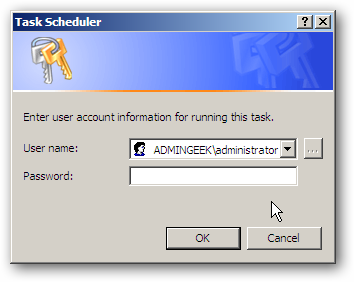 Task Scheduler
Enter user account information for running this task.
User name: ADMINGEEK\administrator ...
Password:
OK Cancel